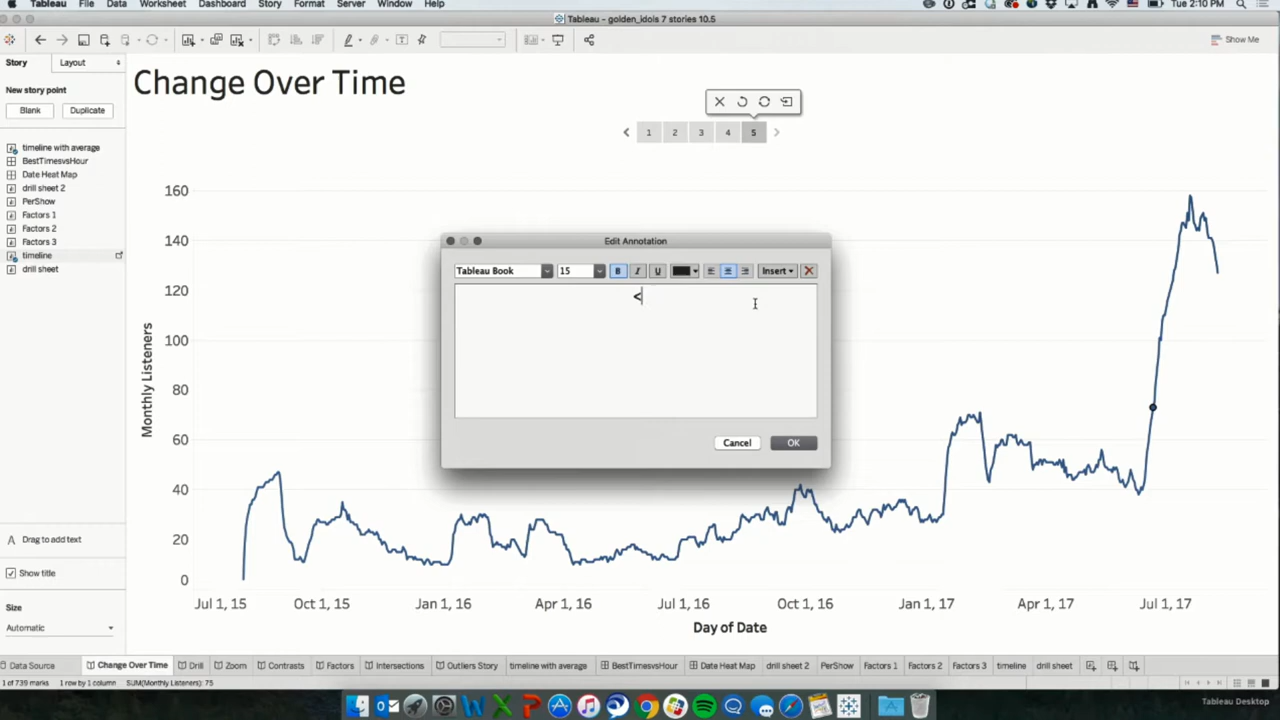 Tableau File Data Worksheet Dashboard Story Format Server Window Help Tue 2:10 PM
Tableau - golden_idols 7 stories 10.5
Show Me
Story Layout
New story point
Blank Duplicate
timeline with average
BestTimesvsHour
Date Heat Map
drill sheet 2
PerShow
Factors 1
Factors 2
Factors 3
timeline
drill sheet
Drag to add text
Show title
Size
Automatic
Change Over Time
1 2 3 4 5
Edit Annotation
Tableau Book 15 B I U Insert
<
Cancel OK
Monthly Listeners
160
140
120
100
80
60
40
20
0
Jul 1, 15 Oct 1, 15 Jan 1, 16 Apr 1, 16 Jul 1, 16 Oct 1, 16 Jan 1, 17 Apr 1, 17 Jul 1, 17
Day of Date
Data Source Change Over Time Drill Zoom Contrasts Factors Intersections Outliers Story timeline with average BestTimesvsHour Date Heat Map drill sheet 2 PerShow Factors 1 Factors 2 Factors 3 timeline drill sheet
1 of 739 marks 1 row by 1 column SUM(Monthly Listeners): 75
Tableau Desktop